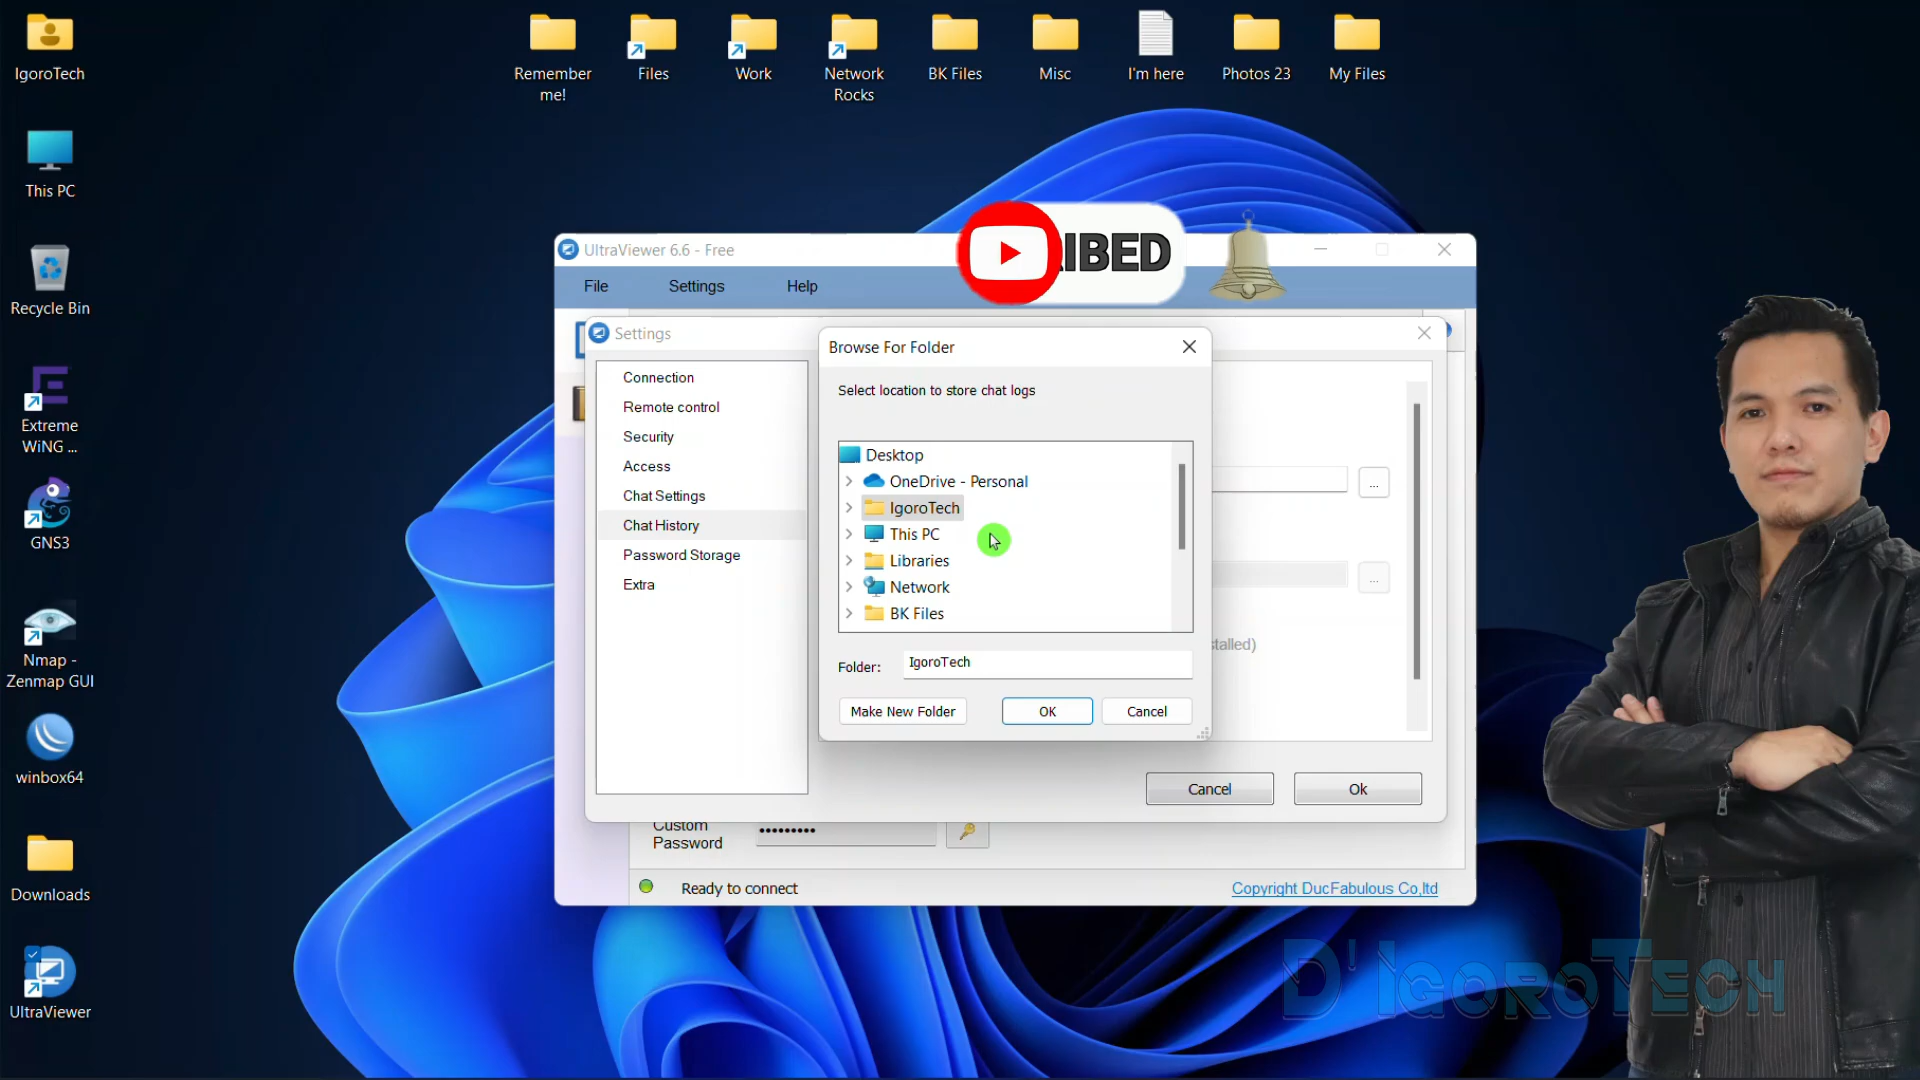 IgoroTech
Remember
me!
Files
Work
Network
Rocks
BK Files
Misc
I'm here
Photos 23
My Files
This PC
Recycle Bin
Extreme
WiNG ...
GNS3
Nmap -
Zenmap GUI
winbox64
Downloads
UltraViewer
UltraViewer 6.6 - Free
IBED
File
Settings
Help
Settings
Connection
Remote control
Security
Access
Chat Settings
Chat History
Password Storage
Extra
Browse For Folder
Select location to store chat logs
Desktop
OneDrive - Personal
IgoroTech
This PC
Libraries
Network
BK Files
Folder:
IgoroTech
Make New Folder
OK
Cancel
...
...
stalled)
Cancel
Ok
Custom
Password
Ready to connect
Copyright DucFabulous Co,ltd
D' IgoroTech